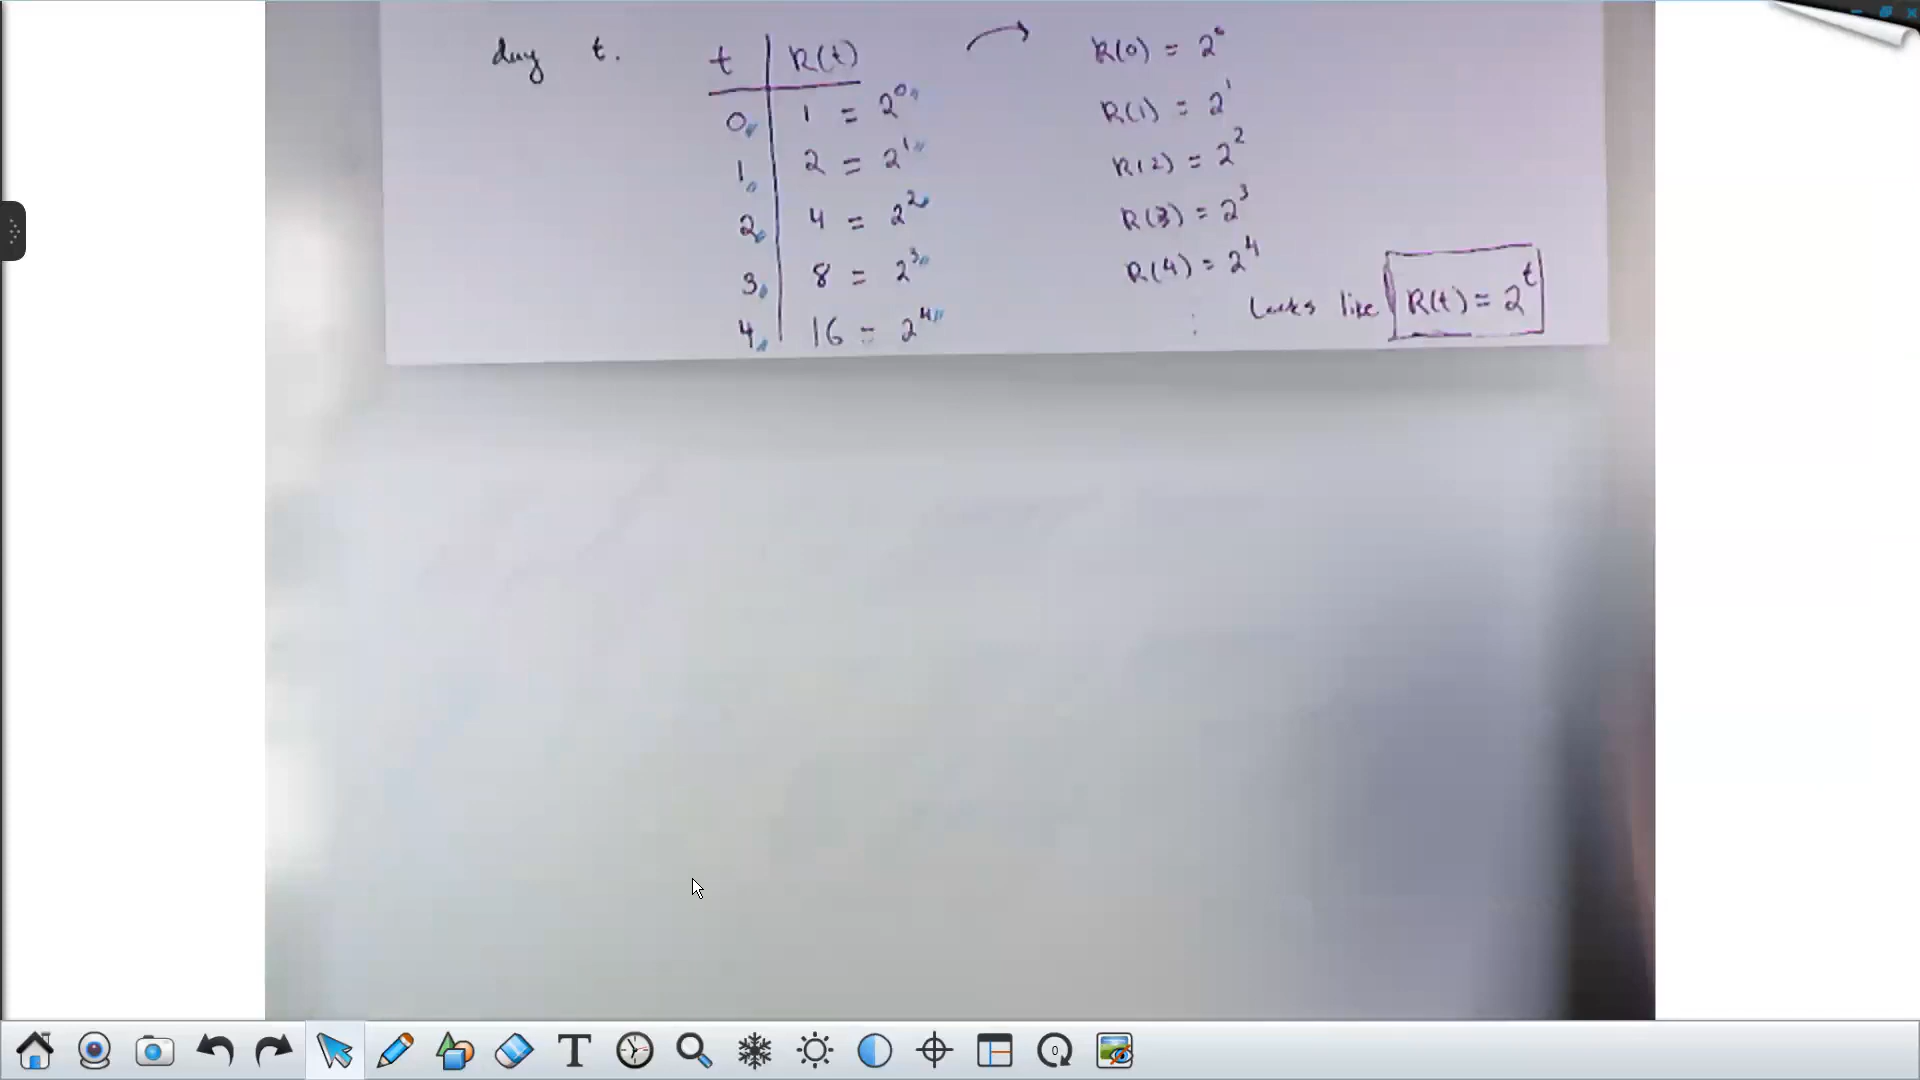 day t.
t R(t)
0 1 = 2^0
1 2 = 2^1
2 4 = 2^2
3 8 = 2^3
4 16 = 2^4
R(0) = 2^0
R(1) = 2^1
R(2) = 2^2
R(3) = 2^3
R(4) = 2^4
⋮
looks like R(t) = 2^t
T
0